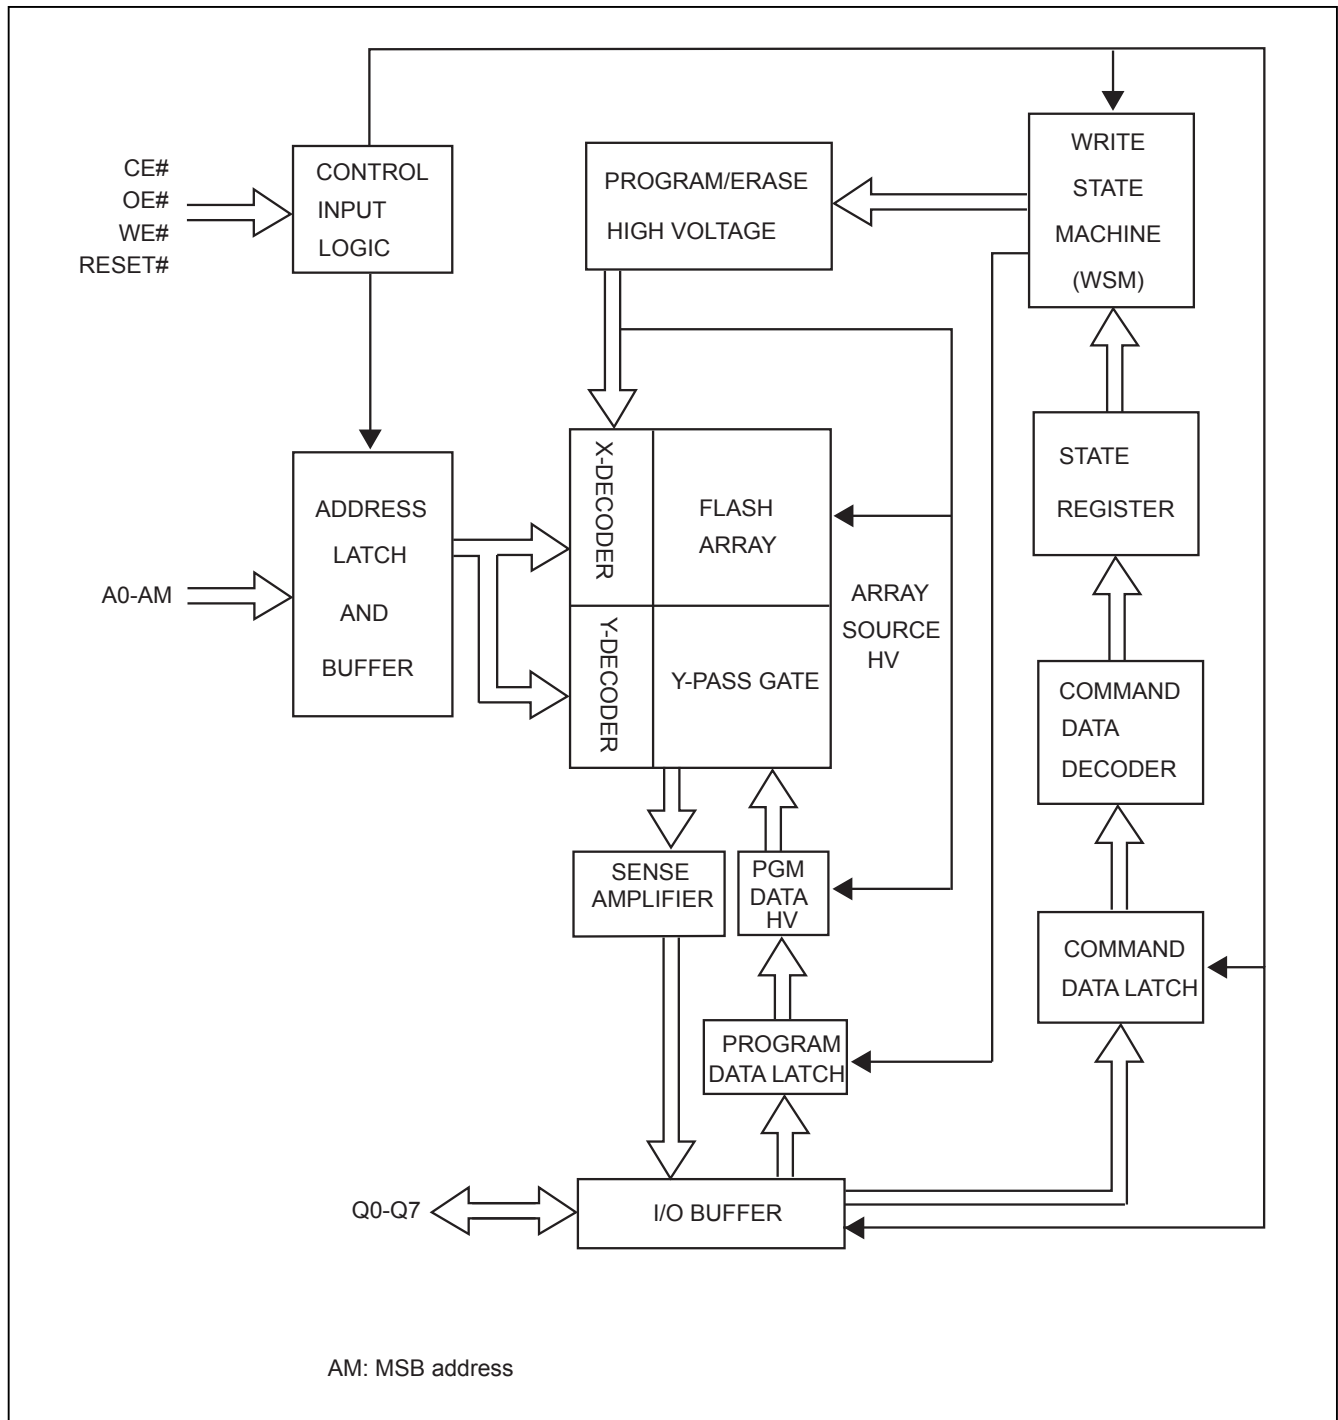 CE#
OE#
WE#
RESET#
CONTROL
INPUT
LOGIC
PROGRAM/ERASE
HIGH VOLTAGE
WRITE
STATE
MACHINE
(WSM)
STATE
REGISTER
ADDRESS
LATCH
AND
BUFFER
A0-AM
X-DECODER
FLASH
ARRAY
Y-DECODER
Y-PASS GATE
ARRAY
SOURCE
HV
COMMAND
DATA
DECODER
SENSE
AMPLIFIER
PGM
DATA
HV
COMMAND
DATA LATCH
PROGRAM
DATA LATCH
Q0-Q7
I/O BUFFER
AM: MSB address